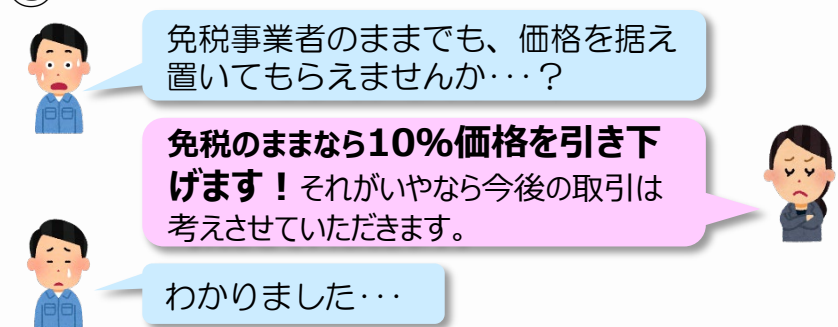 免税事業者のままでも、価格を据え
置いてもらえませんか･･･？
免税のままなら10％価格を引き下
げます！それがいやなら今後の取引は
考えさせていただきます。
わかりました･･･